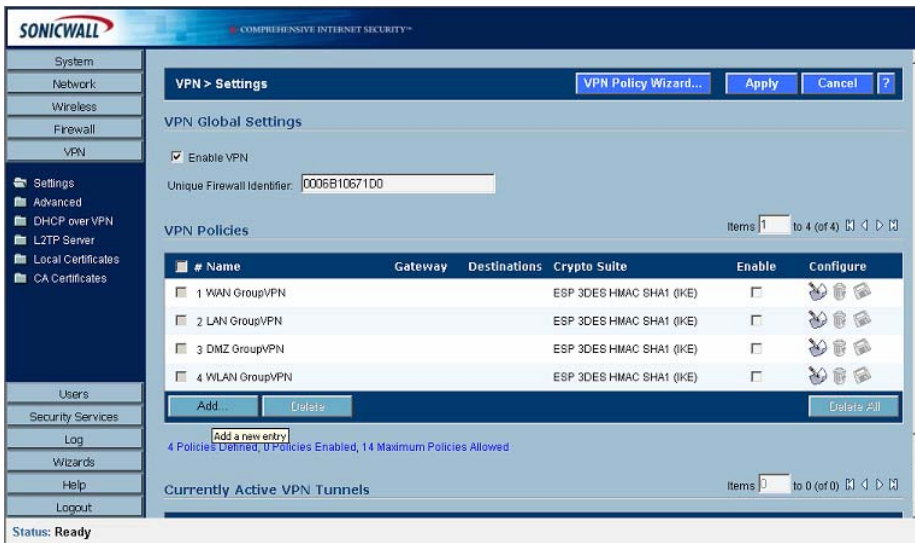 SONICWALL
COMPREHENSIVE INTERNET SECURITY™
System
Network
Wireless
Firewall
VPN
Settings
Advanced
DHCP over VPN
L2TP Server
Local Certificates
CA Certificates
Users
Security Services
Log
Wizards
Help
Logout
VPN > Settings
VPN Policy Wizard...
Apply
Cancel
?
VPN Global Settings
Enable VPN
Unique Firewall Identifier: 0006B10671D0
VPN Policies
Items 1 to 4 (of 4)
# Name Gateway Destinations Crypto Suite Enable Configure
1 WAN GroupVPN ESP 3DES HMAC SHA1 (IKE)
2 LAN GroupVPN ESP 3DES HMAC SHA1 (IKE)
3 DMZ GroupVPN ESP 3DES HMAC SHA1 (IKE)
4 WLAN GroupVPN ESP 3DES HMAC SHA1 (IKE)
Add...
Delete
Delete All
Add a new entry
4 Policies Defined, 0 Policies Enabled, 14 Maximum Policies Allowed
Currently Active VPN Tunnels
Items 0 to 0 (of 0)
Status: Ready